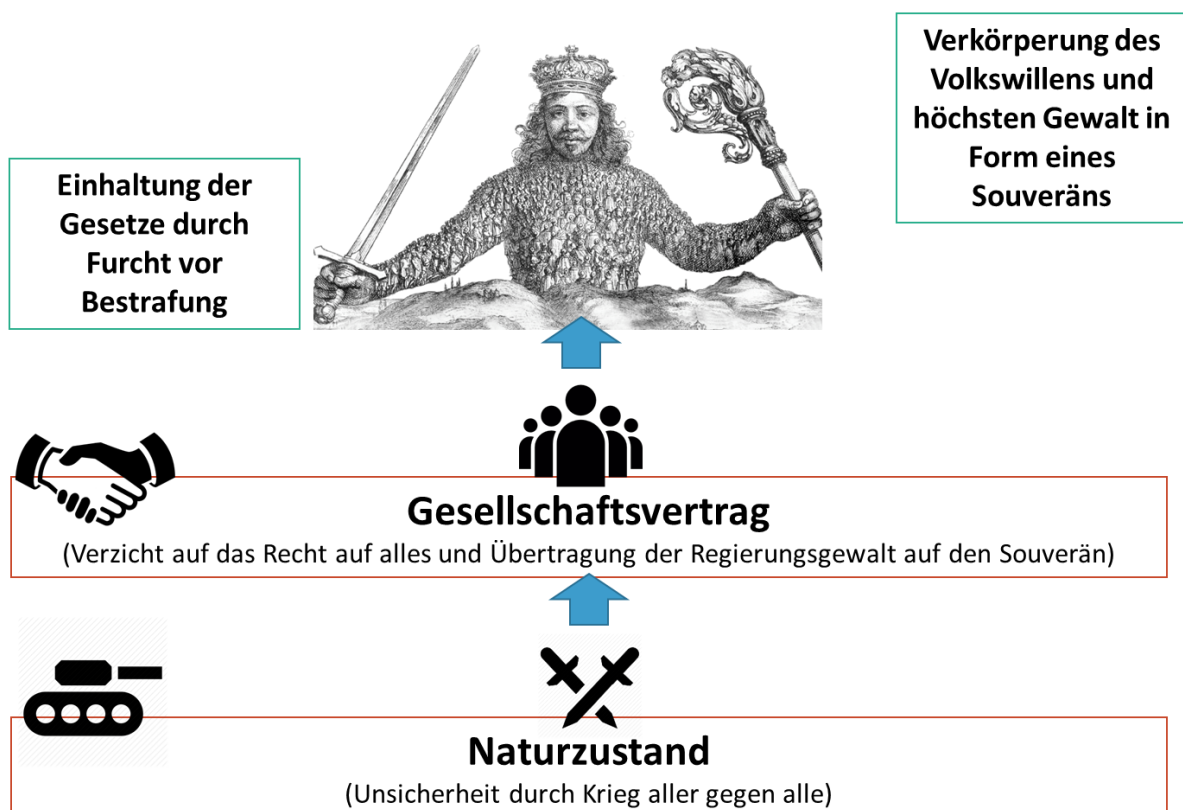 Verkörperung des
Volkswillens und
höchsten Gewalt in
Form eines
Souveräns
Einhaltung der
Gesetze durch
Furcht vor
Bestrafung
Gesellschaftsvertrag
(Verzicht auf das Recht auf alles und Übertragung der Regierungsgewalt auf den Souverän)
Naturzustand
(Unsicherheit durch Krieg aller gegen alle)